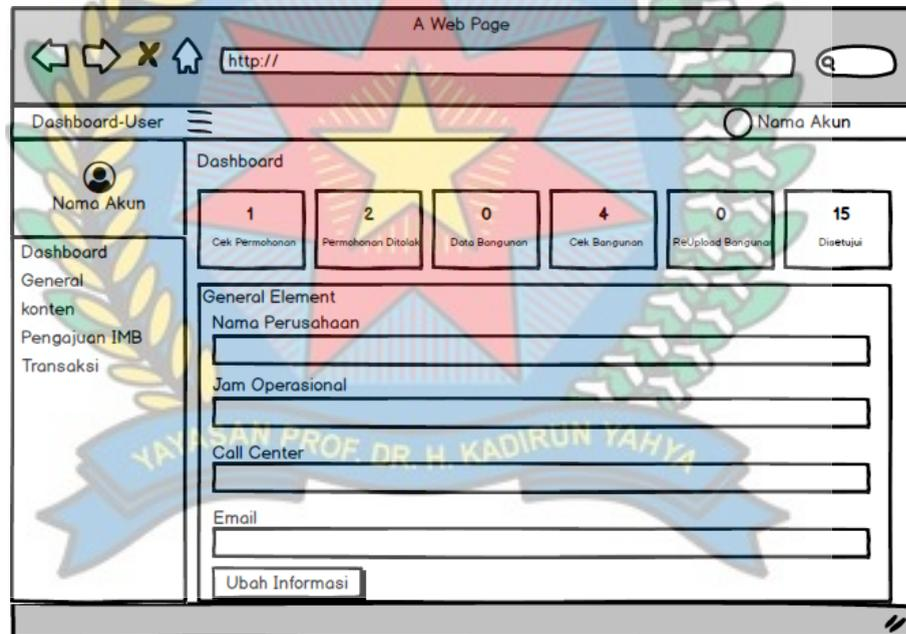 A Web Page
http://
Dashboard-User
Nama Akun
Nama Akun
Dashboard
General
konten
Pengajuan IMB
Transaksi
Dashboard
1
Cek Permohonan
2
Permohonan Ditolak
0
Data Bangunan
4
Cek Bangunan
0
ReUpload Bangunan
15
Disetujui
General Element
Nama Perusahaan
Jam Operasional
Call Center
Email
Ubah Informasi
YAYASAN PROF. DR. H. KADIRUN YAHYA